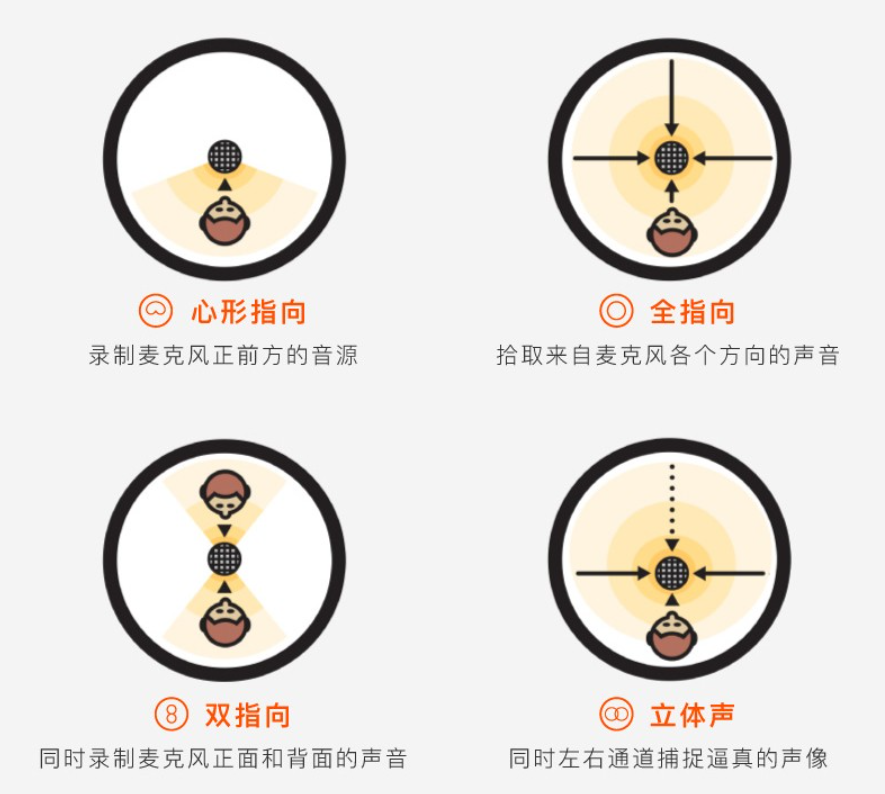 心形指向
全指向
录制麦克风正前方的音源
拾取来自麦克风各个方向的声音
双指向
立体声
同时录制麦克风正面和背面的声音
同时左右通道捕捉逼真的声像